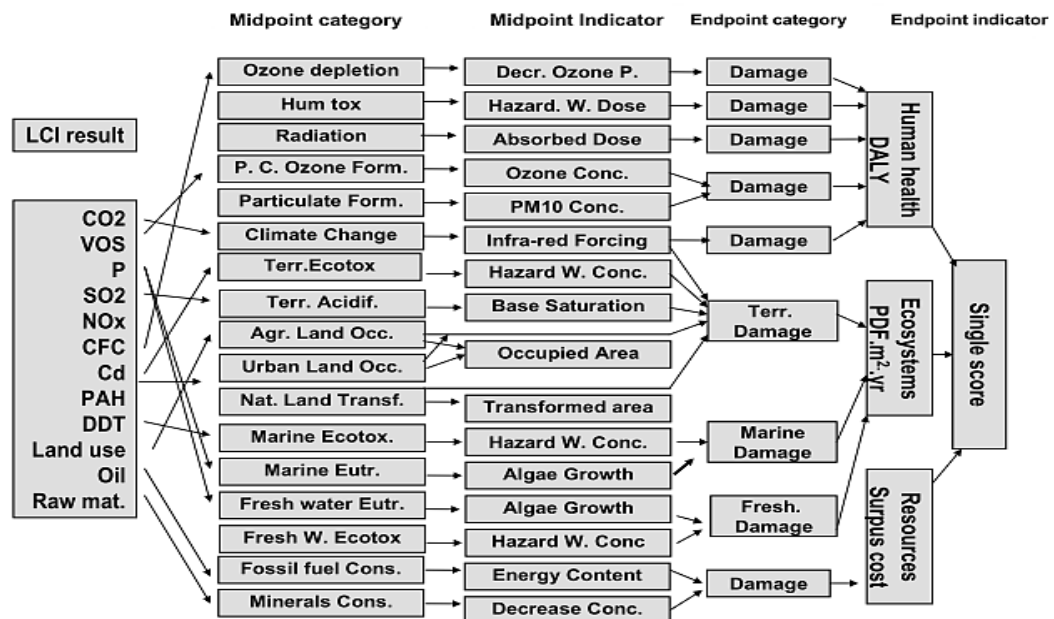 Midpoint category
Midpoint Indicator
Endpoint category
Endpoint indicator
LCI result
CO2
VOS
P
SO2
NOx
CFC
Cd
PAH
DDT
Land use
Oil
Raw mat.
Ozone depletion
Hum tox
Radiation
P. C. Ozone Form.
Particulate Form.
Climate Change
Terr.Ecotox
Terr. Acidif.
Agr. Land Occ.
Urban Land Occ.
Nat. Land Transf.
Marine Ecotox.
Marine Eutr.
Fresh water Eutr.
Fresh W. Ecotox
Fossil fuel Cons.
Minerals Cons.
Decr. Ozone P.
Hazard. W. Dose
Absorbed Dose
Ozone Conc.
PM10 Conc.
Infra-red Forcing
Hazard W. Conc.
Base Saturation
Occupied Area
Transformed area
Hazard W. Conc.
Algae Growth
Algae Growth
Hazard W. Conc
Energy Content
Decrease Conc.
Damage
Damage
Damage
Damage
Damage
Terr.
Damage
Marine
Damage
Fresh.
Damage
Damage
Human health
DALY
Ecosystems
PDF.m².yr
Resources
Surpus cost
Single score